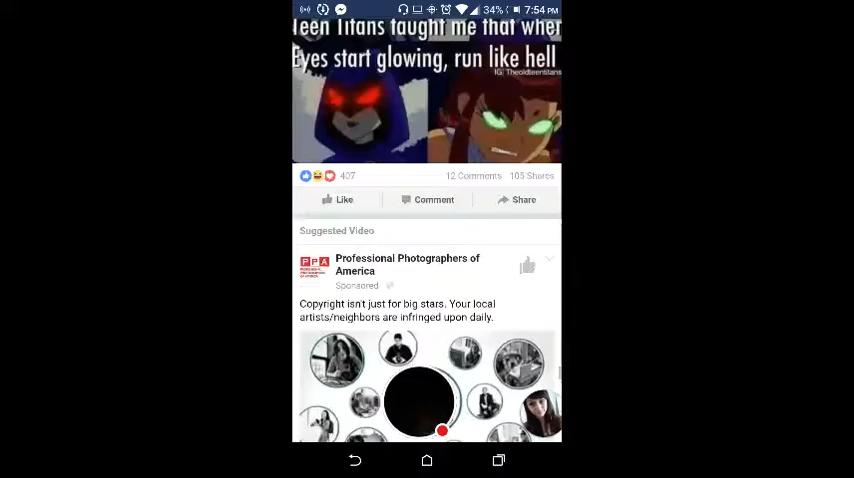 34% 7:54 PM
Teen Titans taught me that when
Eyes start glowing, run like hell
IG: Theoldteentitans
407 12 Comments 105 Shares
Like Comment Share
Suggested Video
PPA
Professional Photographers of
America
Sponsored
Copyright isn't just for big stars. Your local
artists/neighbors are infringed upon daily.